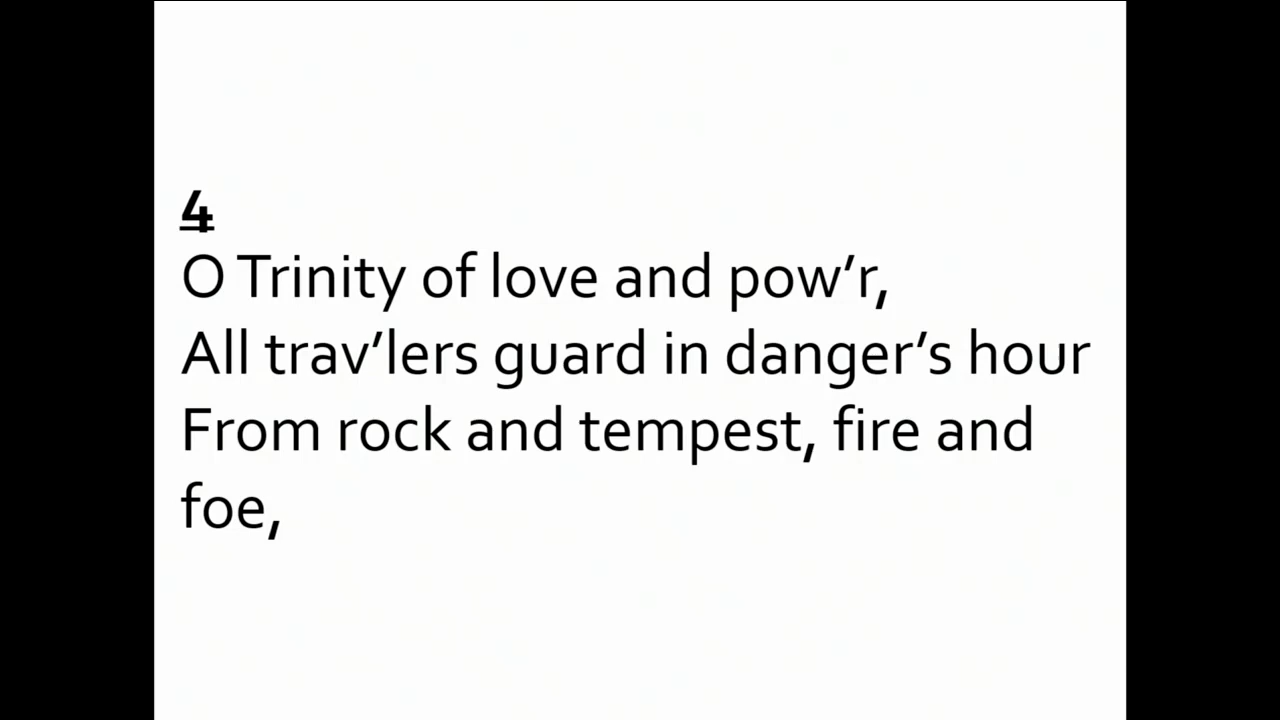 4
O Trinity of love and pow’r,
All trav’lers guard in danger’s hour
From rock and tempest, fire and
foe,